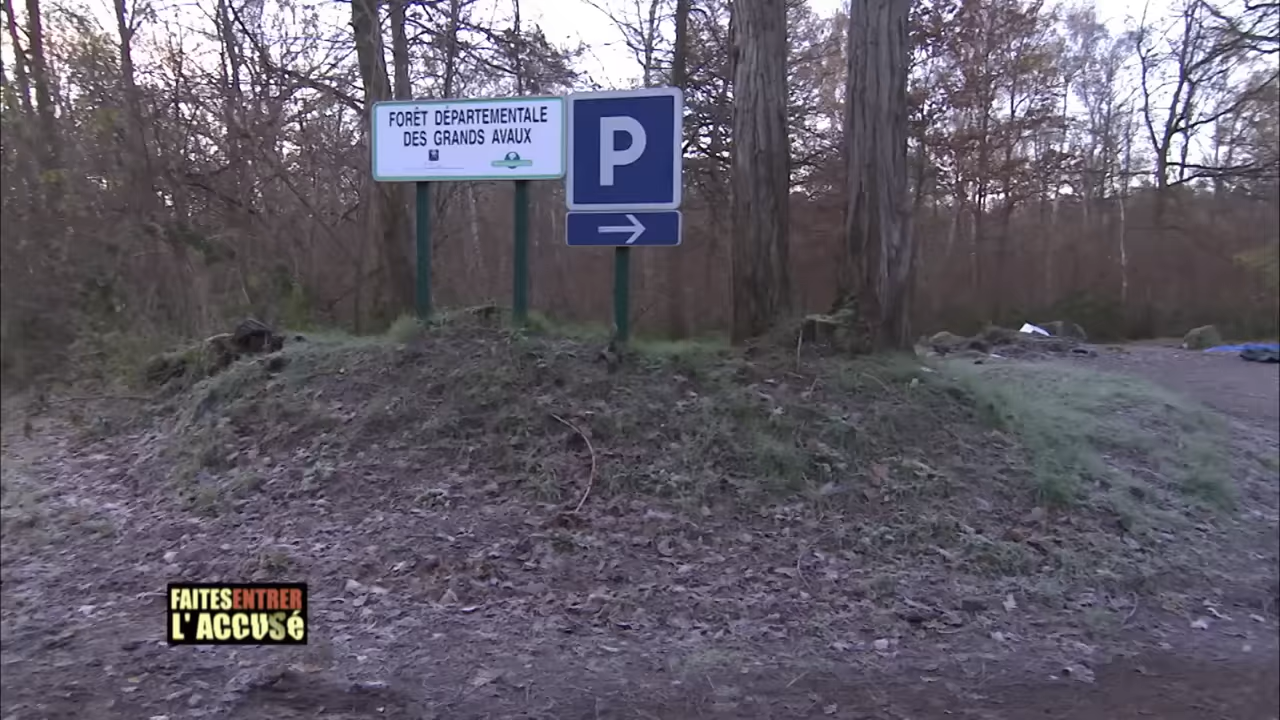 FORÊT DÉPARTEMENTALE
DES GRANDS AVAUX
P
FAITES ENTRER
L'ACCUSÉ